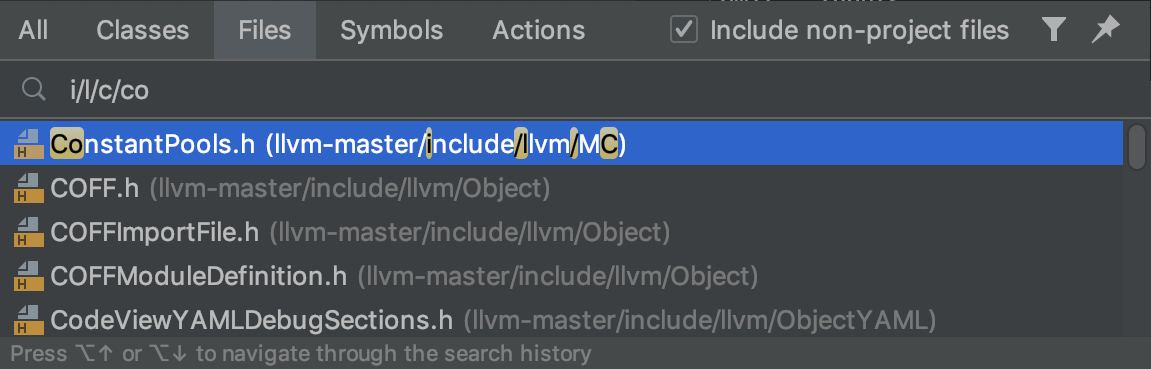 All Classes Files Symbols Actions Include non-project files
i/l/c/co
H ConstantPools.h (llvm-master/include/llvm/MC)
H COFF.h (llvm-master/include/llvm/Object)
H COFFImportFile.h (llvm-master/include/llvm/Object)
H COFFModuleDefinition.h (llvm-master/include/llvm/Object)
H CodeViewYAMLDebugSections.h (llvm-master/include/llvm/ObjectYAML)
Press ⌥↑ or ⌥↓ to navigate through the search history